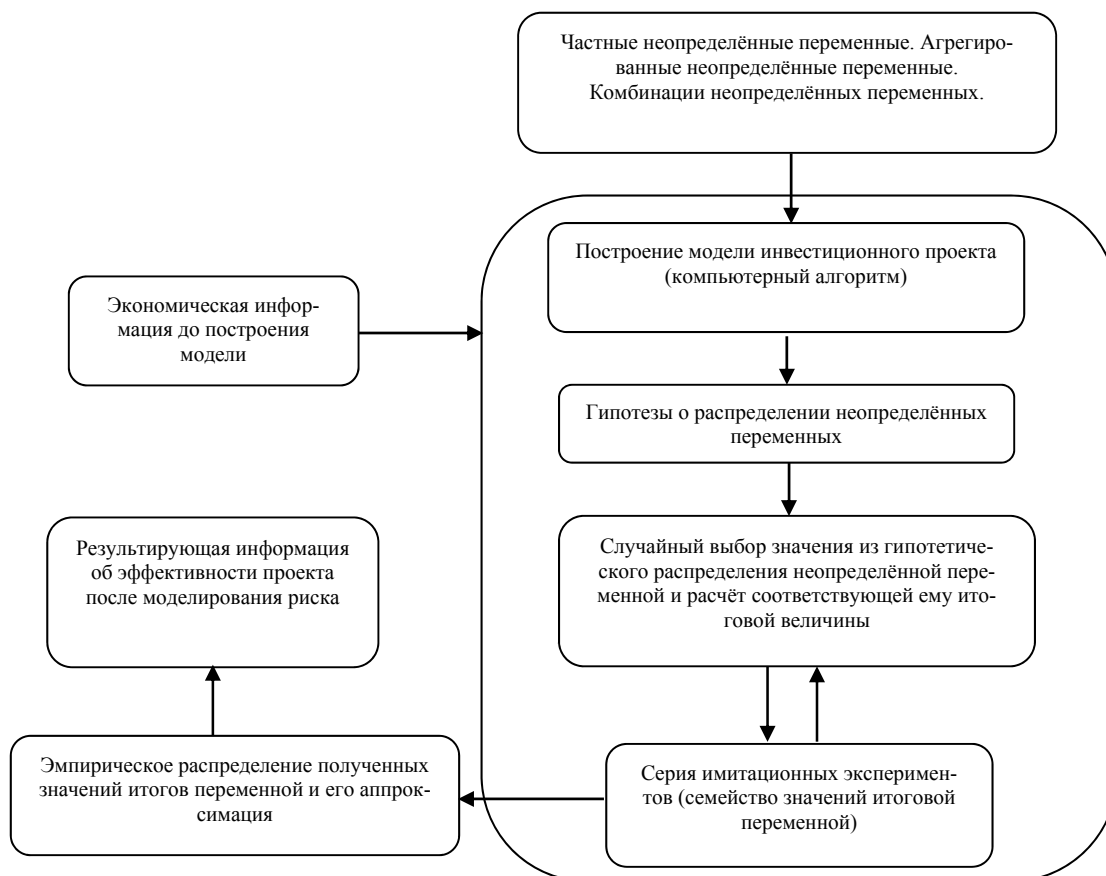 Частные неопределённые переменные. Агрегиро-
ванные неопределённые переменные.
Комбинации неопределённых переменных.
Построение модели инвестиционного проекта
(компьютерный алгоритм)
Экономическая инфор-
мация до построения
модели
Гипотезы о распределении неопределённых
переменных
Случайный выбор значения из гипотетиче-
ского распределения неопределённой пере-
менной и расчёт соответствующей ему ито-
говой величины
Результирующая информация
об эффективности проекта
после моделирования риска
Серия имитационных эксперимен-
тов (семейство значений итоговой
переменной)
Эмпирическое распределение полученных
значений итогов переменной и его аппрок-
симация